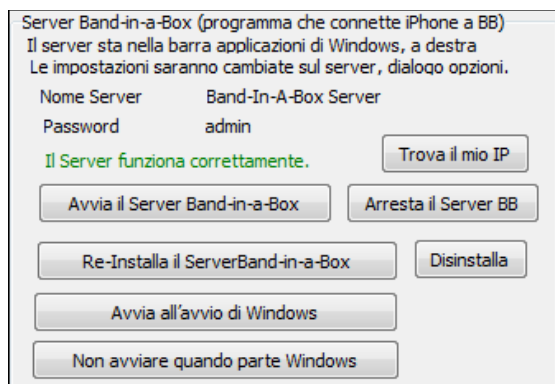 Server Band-in-a-Box (programma che connette iPhone a BB)
Il server sta nella barra applicazioni di Windows, a destra
Le impostazioni saranno cambiate sul server, dialogo opzioni.
Nome Server Band-In-A-Box Server
Password admin
Il Server funziona correttamente. Trova il mio IP
Avvia il Server Band-in-a-Box Arresta il Server BB
Re-Installa il ServerBand-in-a-Box Disinstalla
Avvia all'avvio di Windows
Non avviare quando parte Windows